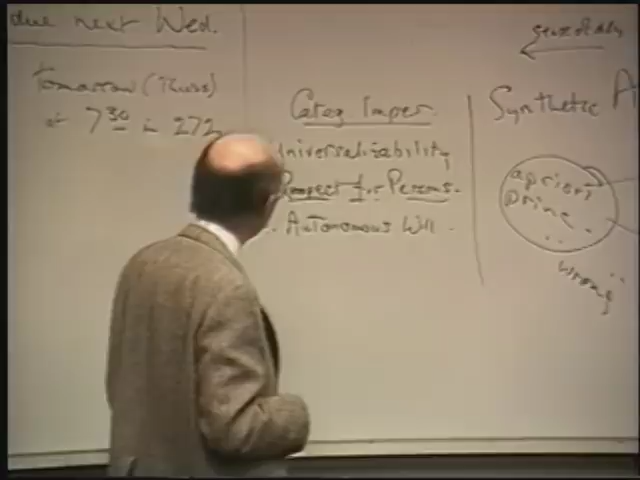 due next Wed.
Tomorrow (Thurs)
at 7 30 in 272
Categ Imper.
Universalizability
Respect for Persons.
Autonomous Will.
Synthetic A
apriori
princ
wrong"